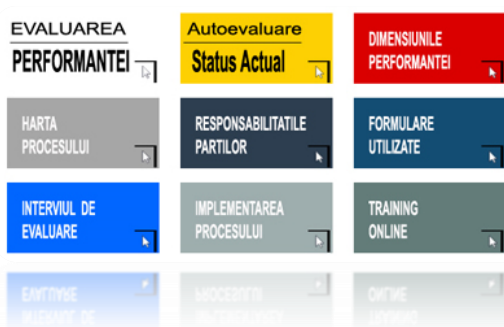 EVALUAREA
PERFORMANTEI
Autoevaluare
Status Actual
DIMENSIUNILE
PERFORMANTEI
HARTA
PROCESULUI
RESPONSABILITATILE
PARTILOR
FORMULARE
UTILIZATE
INTERVIUL DE
EVALUARE
IMPLEMENTAREA
PROCESULUI
TRAINING
ONLINE